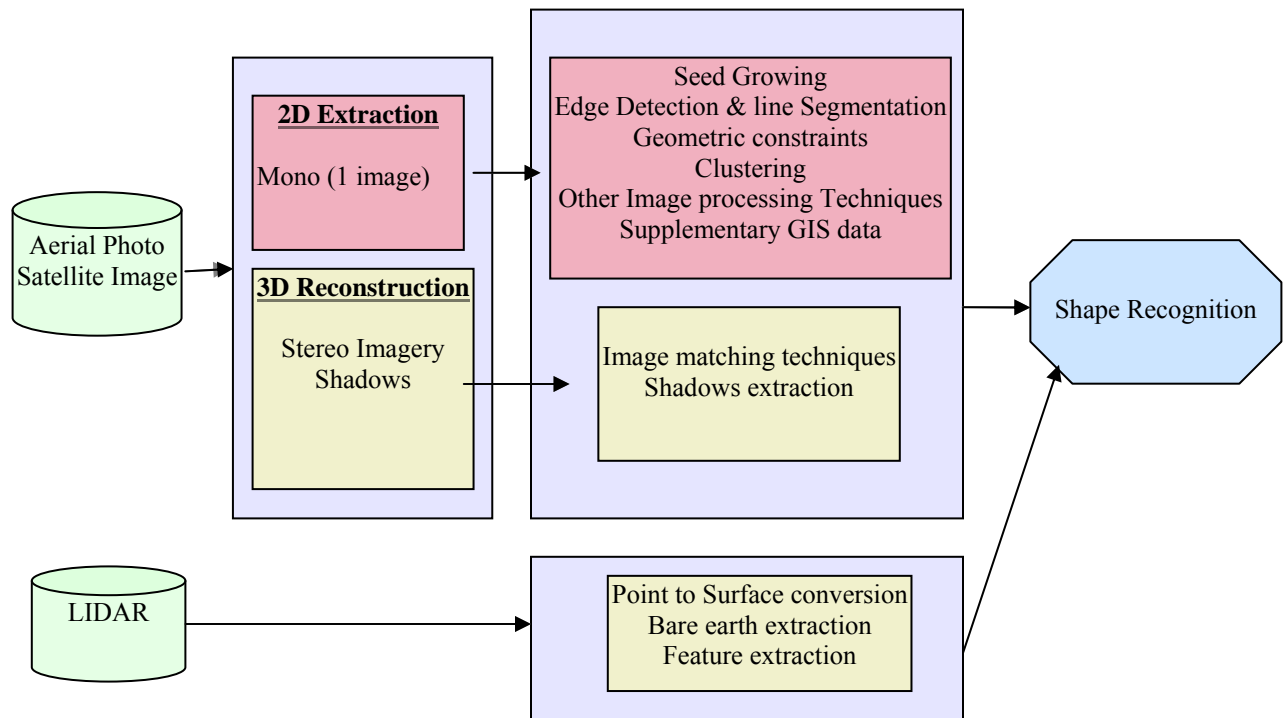 Aerial Photo
Satellite Image
2D Extraction
Mono (1 image)
3D Reconstruction
Stereo Imagery
Shadows
Seed Growing
Edge Detection & line Segmentation
Geometric constraints
Clustering
Other Image processing Techniques
Supplementary GIS data
Image matching techniques
Shadows extraction
Shape Recognition
LIDAR
Point to Surface conversion
Bare earth extraction
Feature extraction